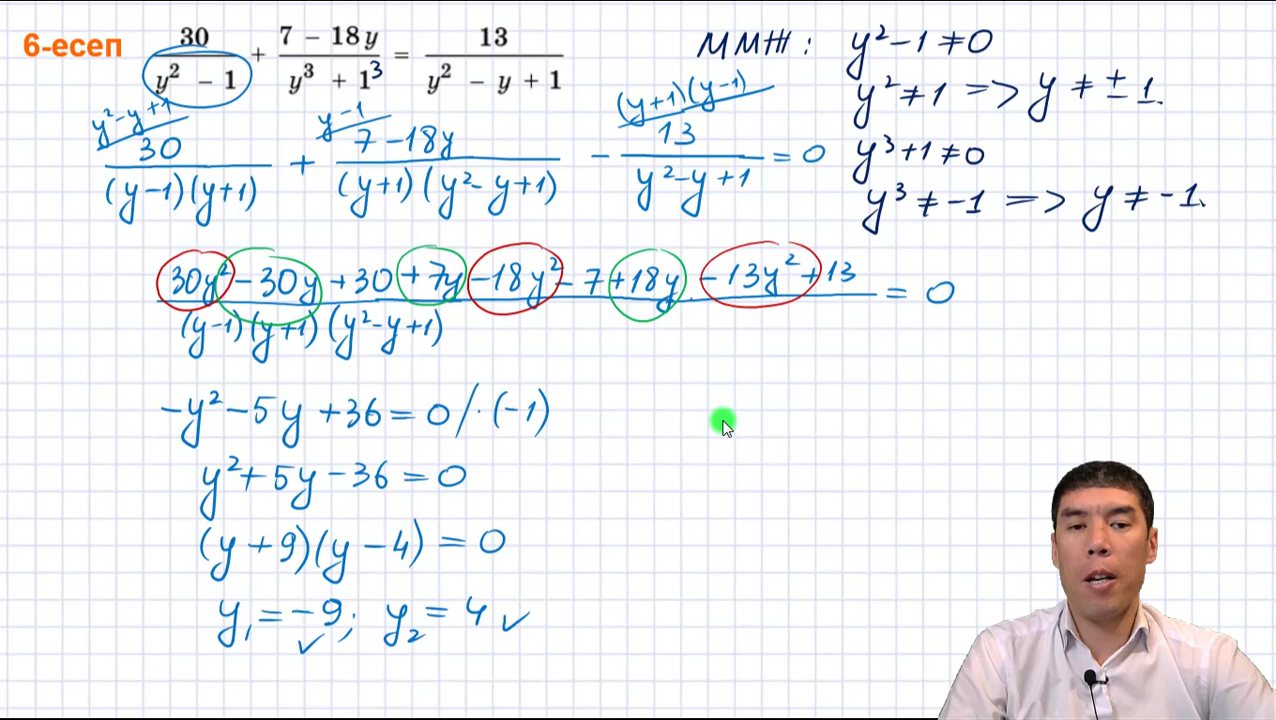 6-есеп 30/(y² − 1) + (7 − 18y)/(y³ + 1³) = 13/(y² − y + 1)
ММЖ: y² − 1 ≠ 0
y² ≠ 1 => y ≠ ± 1.
y³ + 1 ≠ 0
y³ ≠ −1 => y ≠ −1.
y² − y + 1 y − 1 (y+1)(y−1)
30/((y−1)(y+1)) + (7 − 18y)/((y+1)(y² − y + 1)) − 13/(y² − y + 1) = 0
(30y² − 30y + 30 + 7y − 18y² − 7 + 18y − 13y² + 13)/((y−1)(y+1)(y² − y + 1)) = 0
−y² − 5y + 36 = 0 /·(−1)
y² + 5y − 36 = 0
(y + 9)(y − 4) = 0
y₁ = −9; y₂ = 4